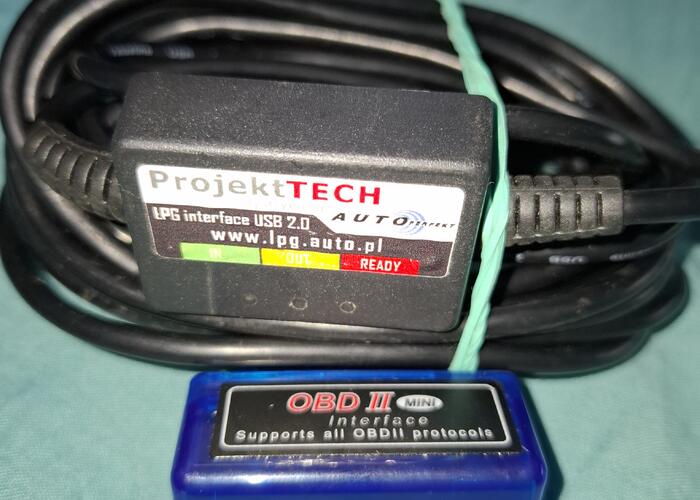 ProjektTECH
LPG interface USB 2.0
AUTO PERFEKT
www.lpg.auto.pl
IN OUT READY
OBD II MINI
Interface
Supports all OBDII protocols